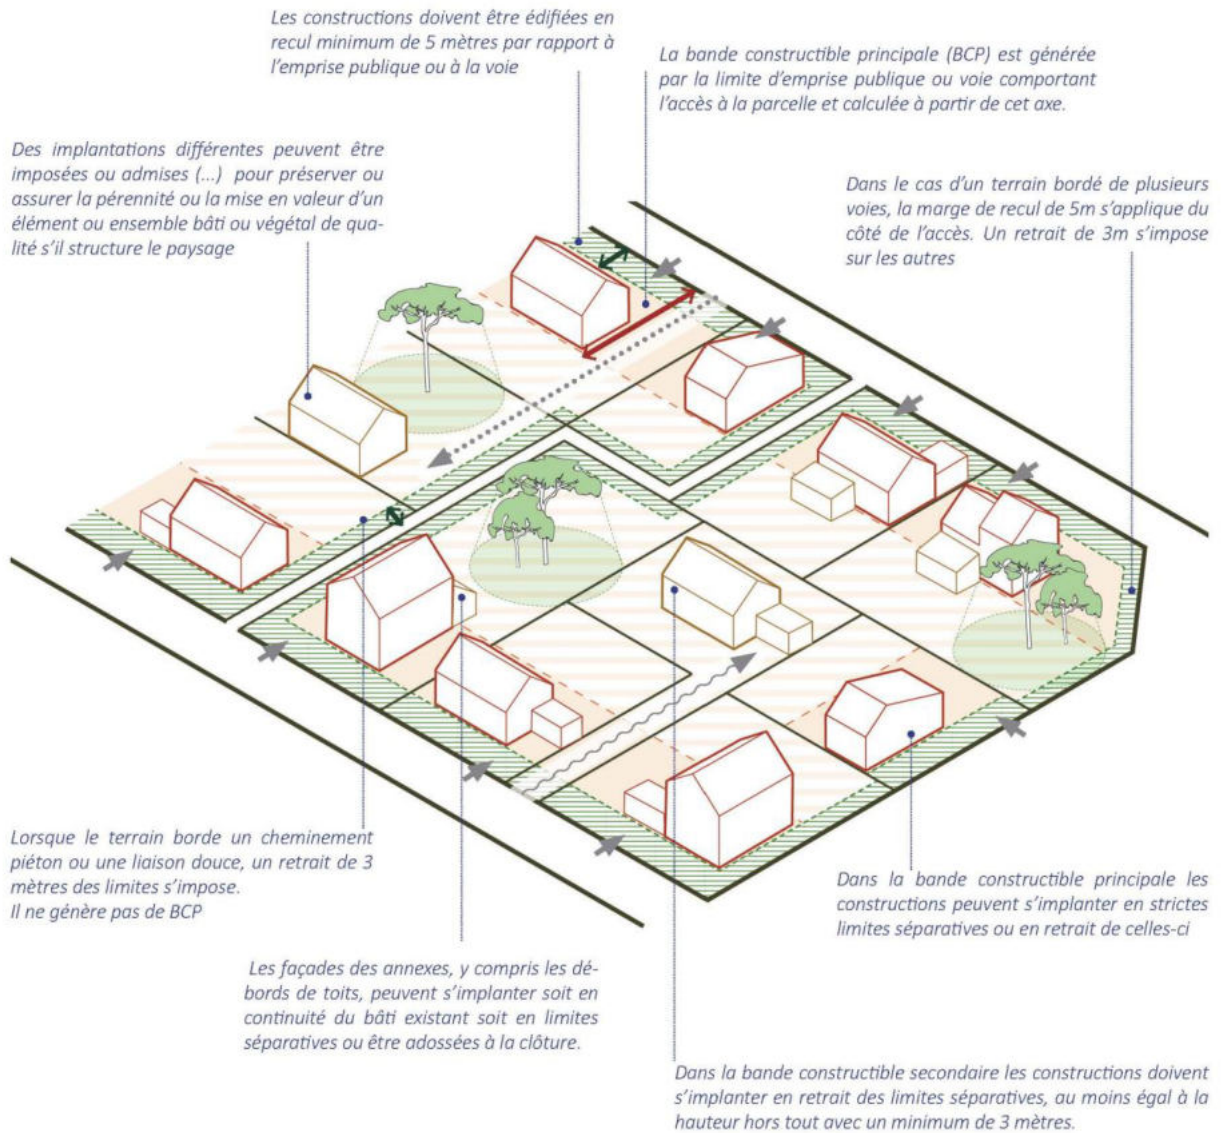 Les constructions doivent être édifiées en
recul minimum de 5 mètres par rapport à
l'emprise publique ou à la voie
La bande constructible principale (BCP) est générée
par la limite d'emprise publique ou voie comportant
l'accès à la parcelle et calculée à partir de cet axe.
Des implantations différentes peuvent être
imposées ou admises (...) pour préserver ou
assurer la pérennité ou la mise en valeur d'un
élément ou ensemble bâti ou végétal de qua-
lité s'il structure le paysage
Dans le cas d'un terrain bordé de plusieurs
voies, la marge de recul de 5m s'applique du
côté de l'accès. Un retrait de 3m s'impose
sur les autres
Lorsque le terrain borde un cheminement
piéton ou une liaison douce, un retrait de 3
mètres des limites s'impose.
Il ne génère pas de BCP
Dans la bande constructible principale les
constructions peuvent s'implanter en strictes
limites séparatives ou en retrait de celles-ci
Les façades des annexes, y compris les dé-
bords de toits, peuvent s'implanter soit en
continuité du bâti existant soit en limites
séparatives ou être adossées à la clôture.
Dans la bande constructible secondaire les constructions doivent
s'implanter en retrait des limites séparatives, au moins égal à la
hauteur hors tout avec un minimum de 3 mètres.